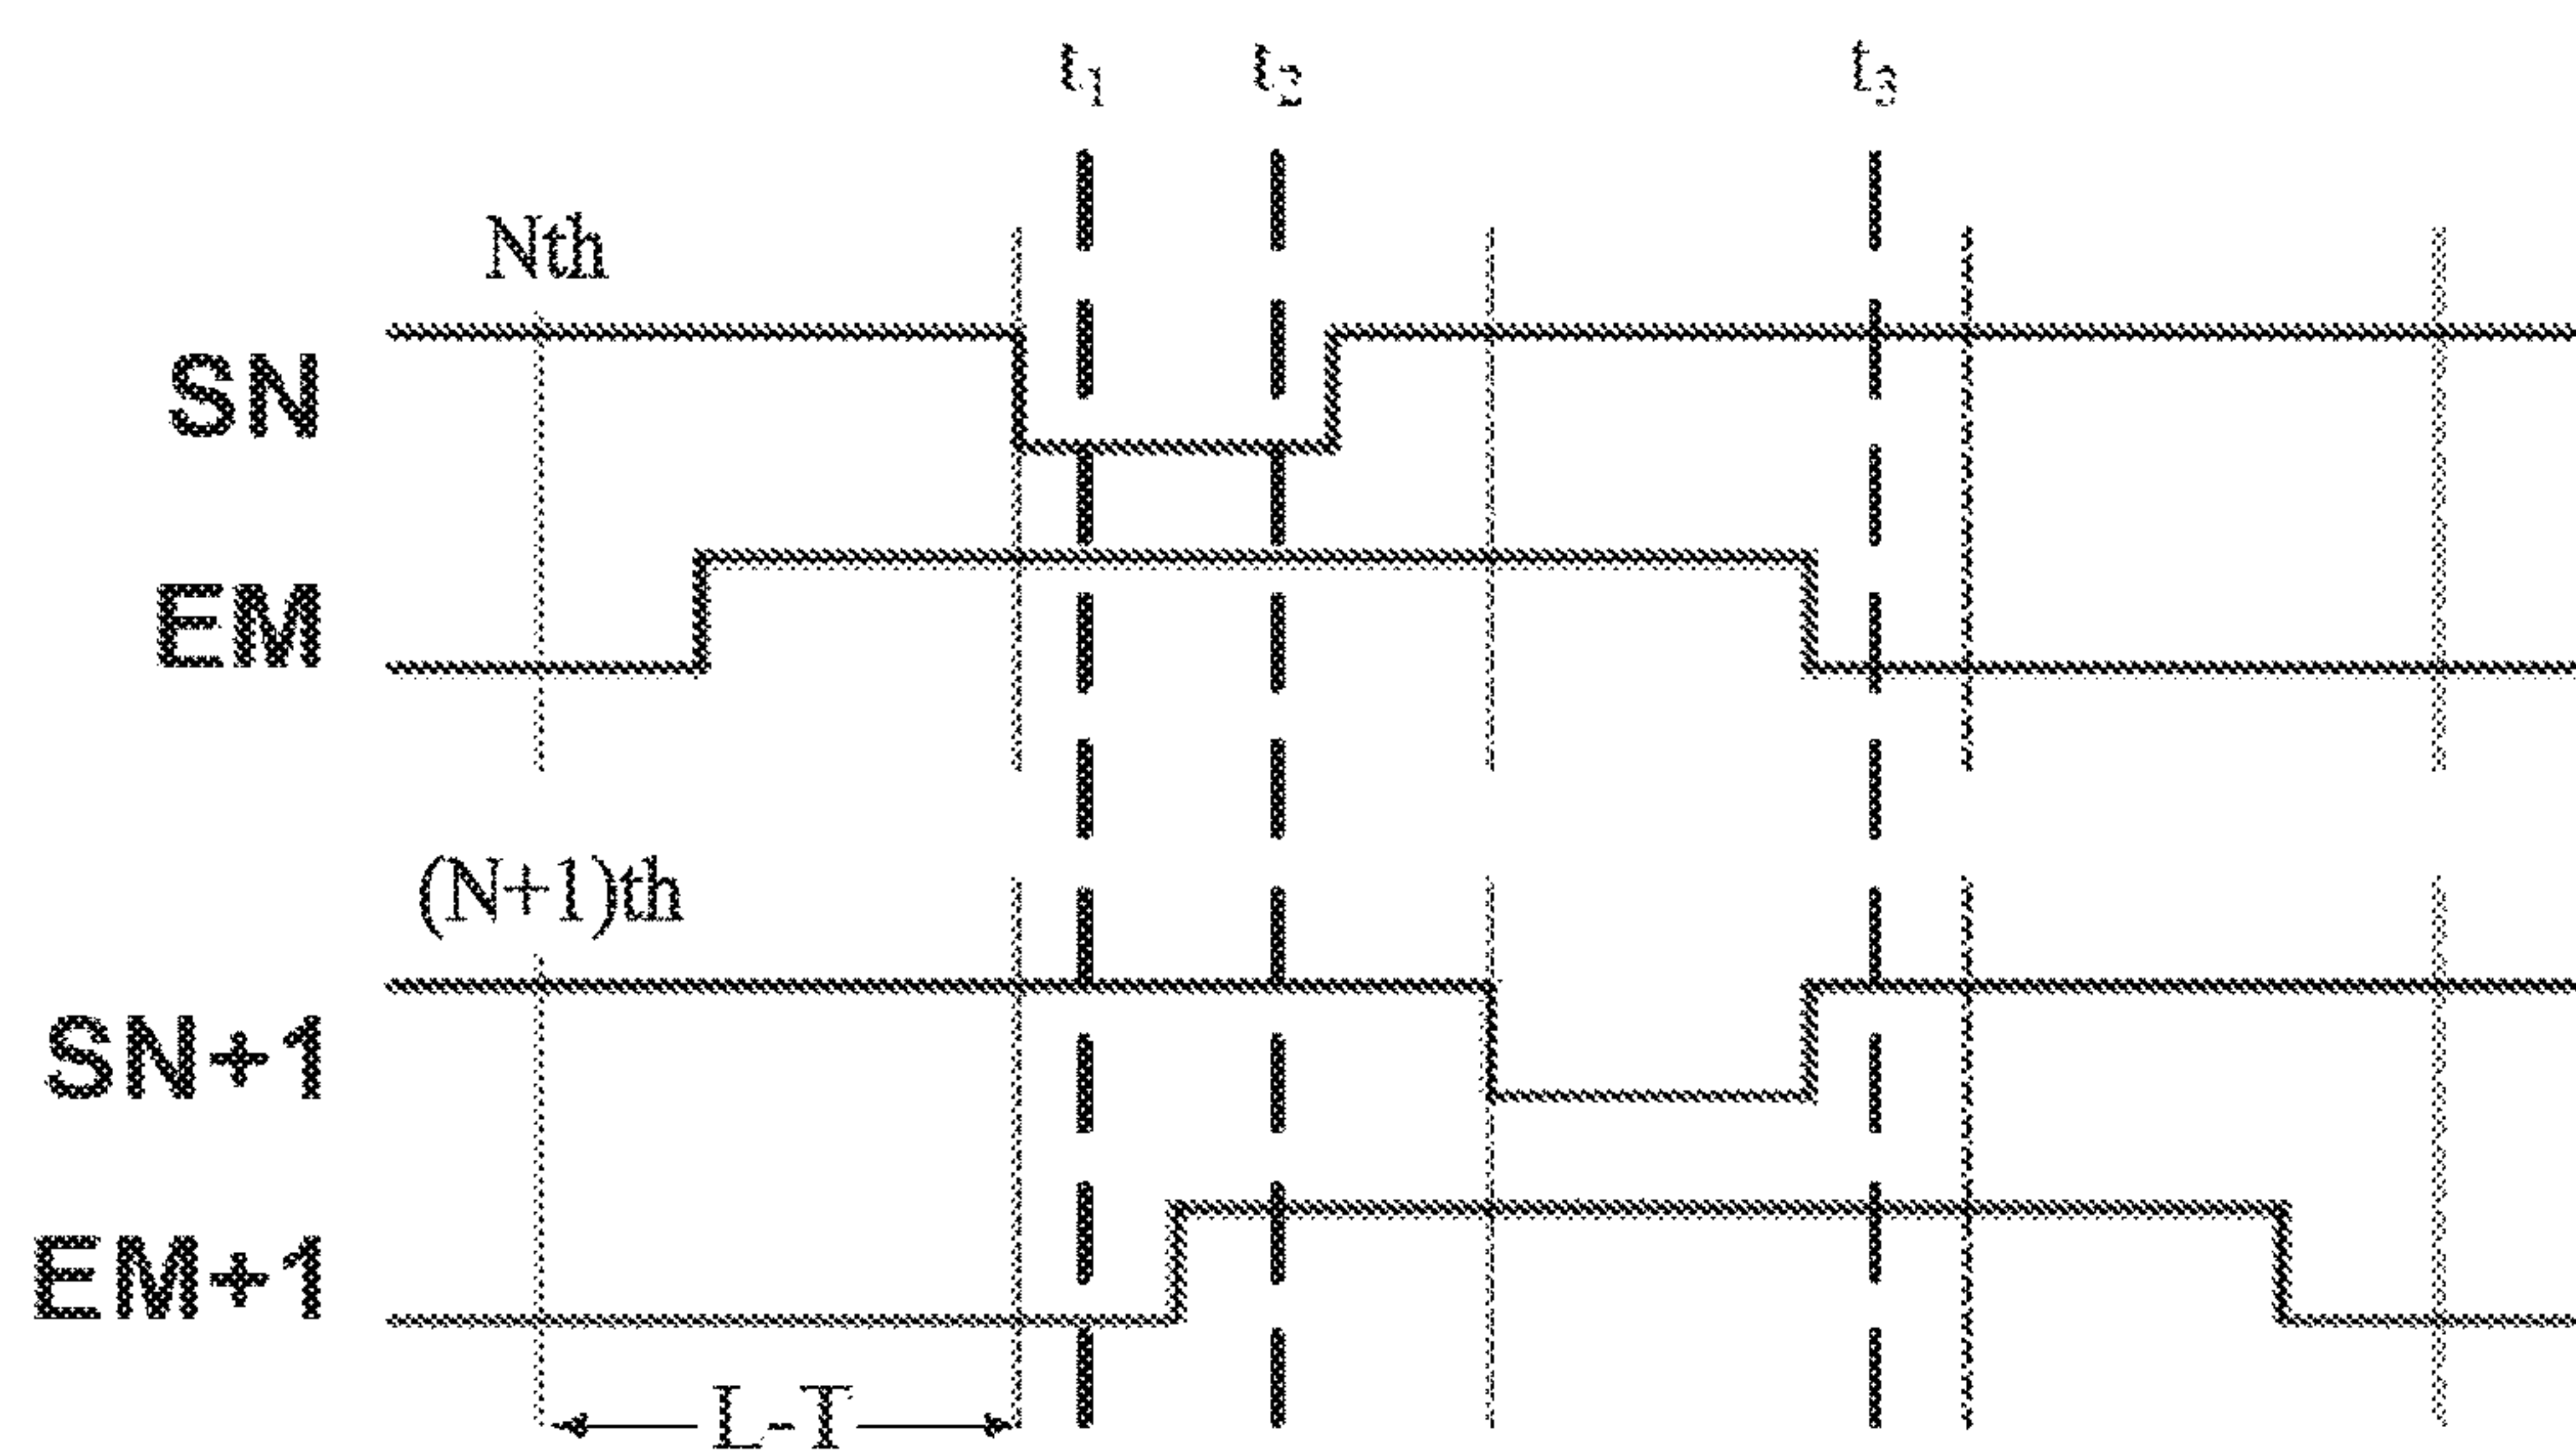 t1 t2 t3
Nth
SN
EM
(N+1)th
SN+1
EM+1
L-T